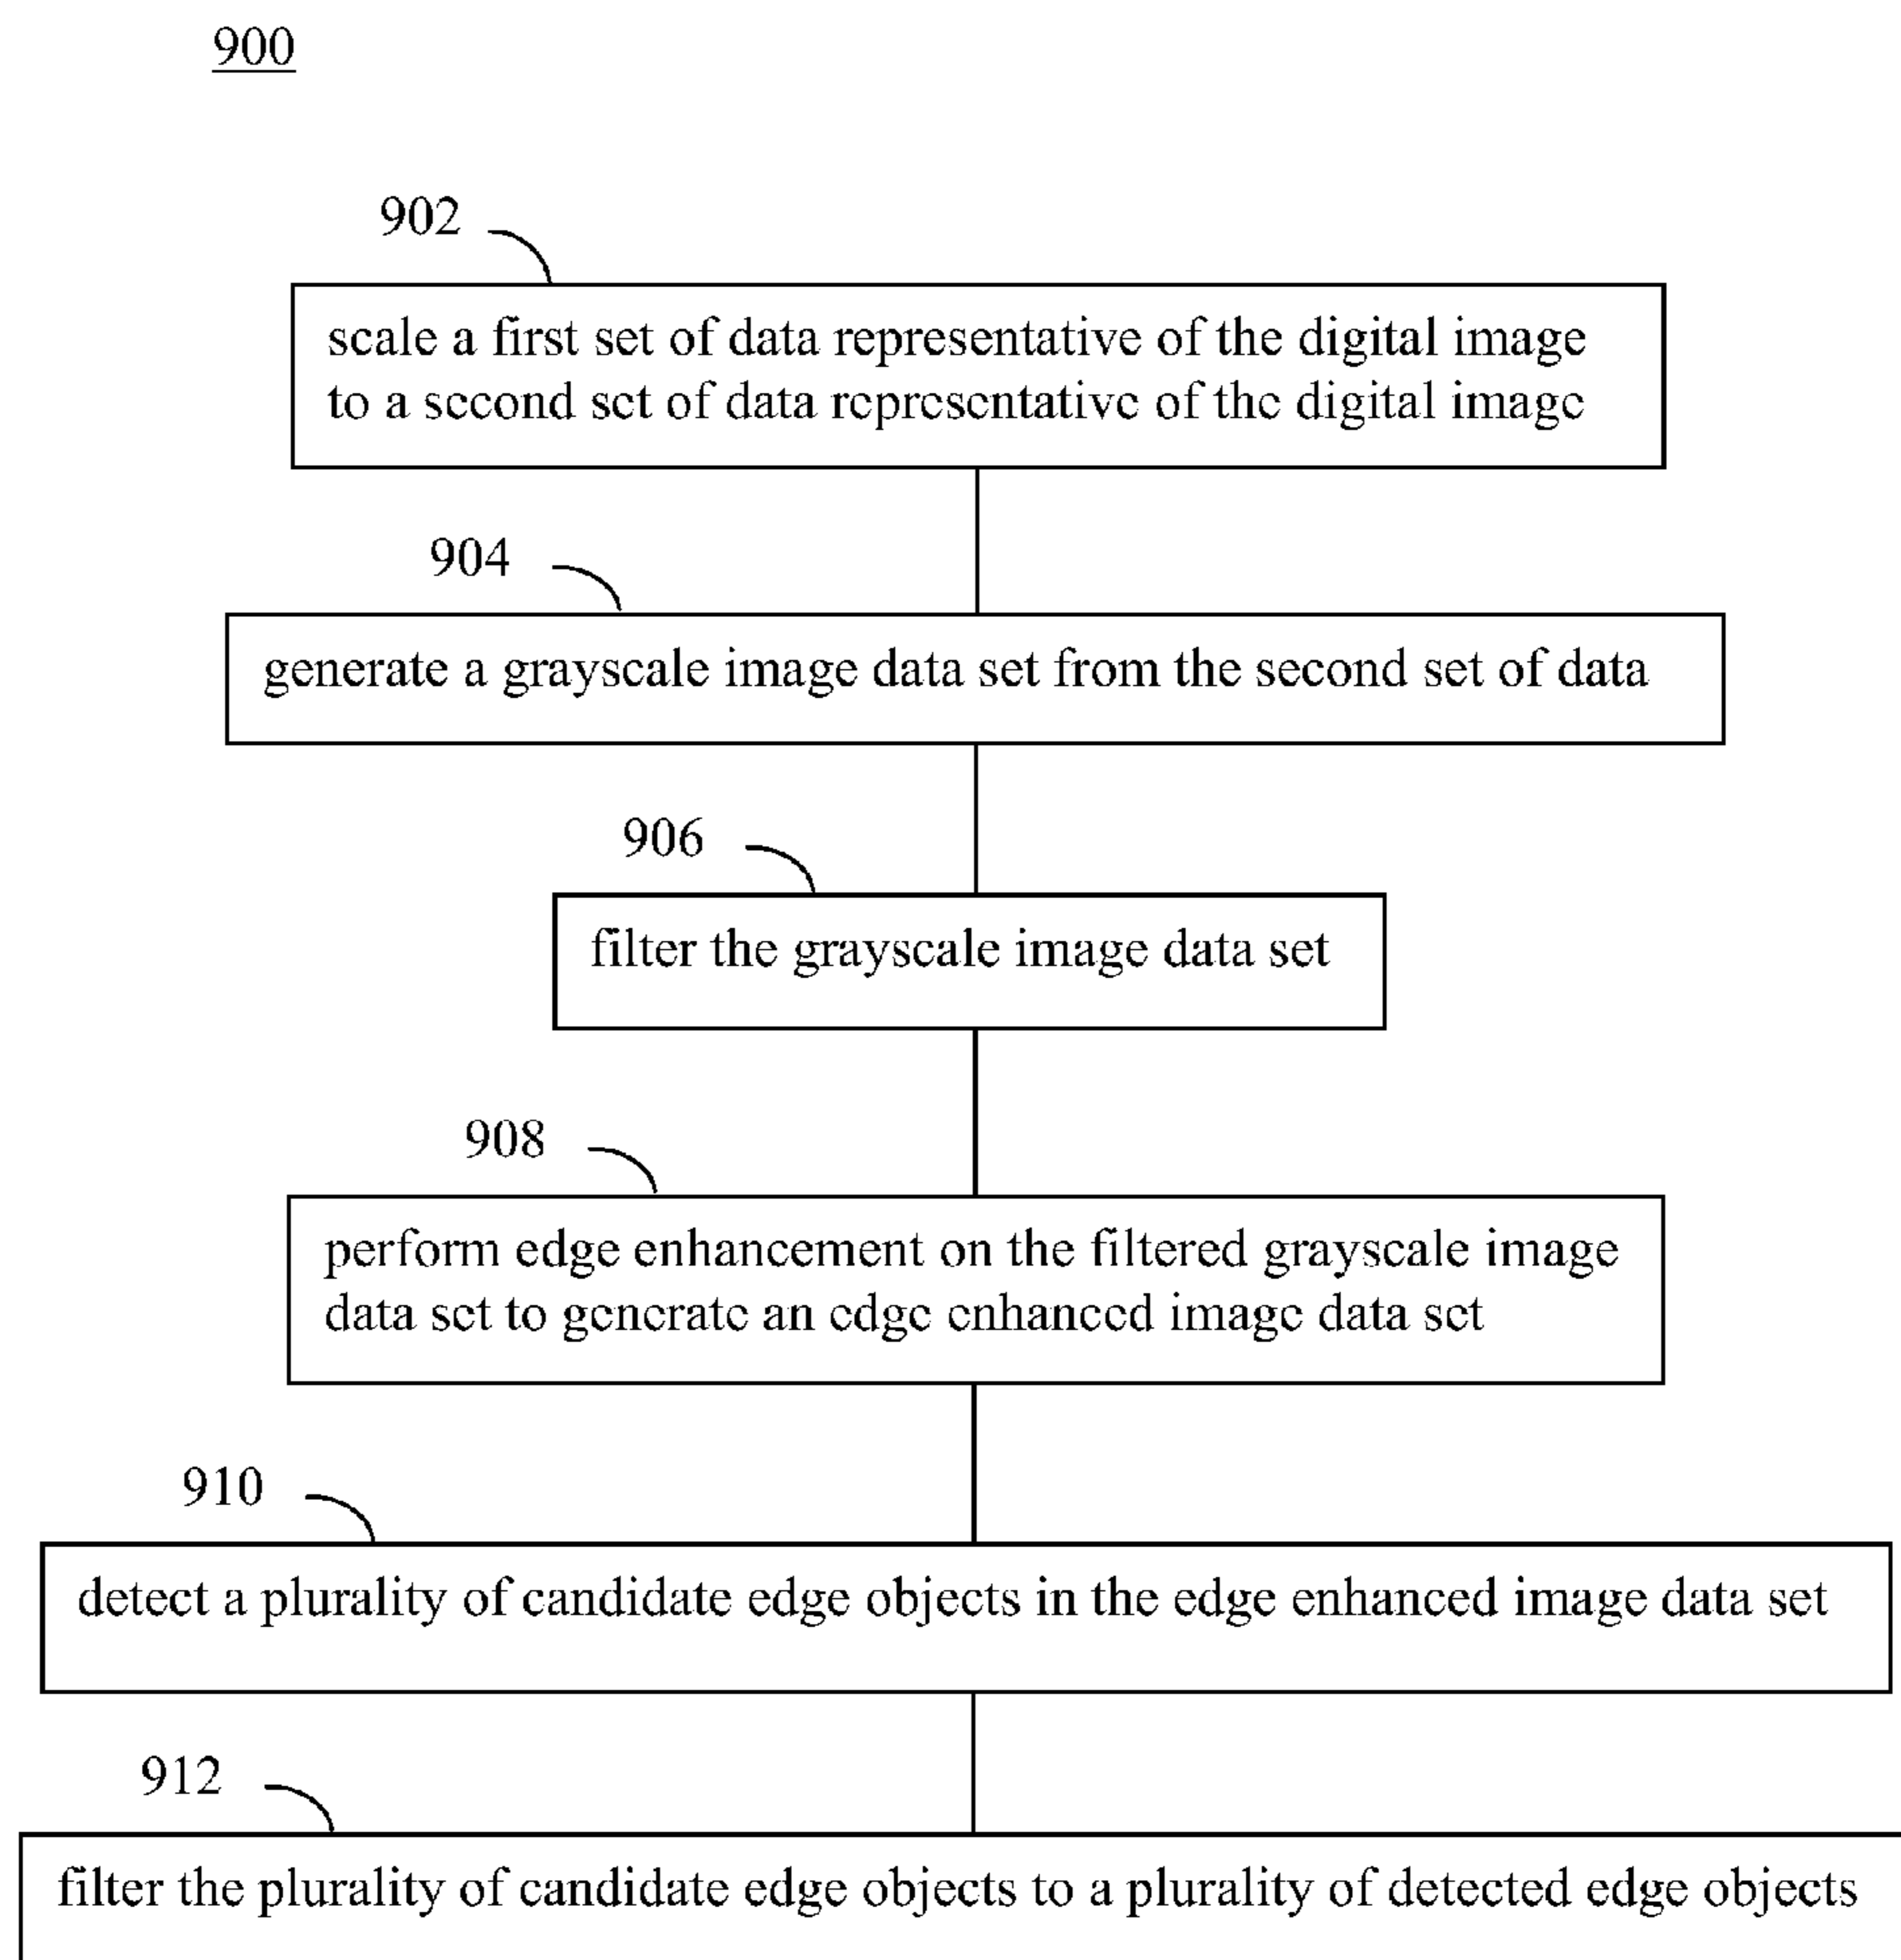 900
902
scale a first set of data representative of the digital image
to a second set of data representative of the digital image
904
generate a grayscale image data set from the second set of data
906
filter the grayscale image data set
908
perform edge enhancement on the filtered grayscale image
data set to generate an edge enhanced image data set
910
detect a plurality of candidate edge objects in the edge enhanced image data set
912
filter the plurality of candidate edge objects to a plurality of detected edge objects